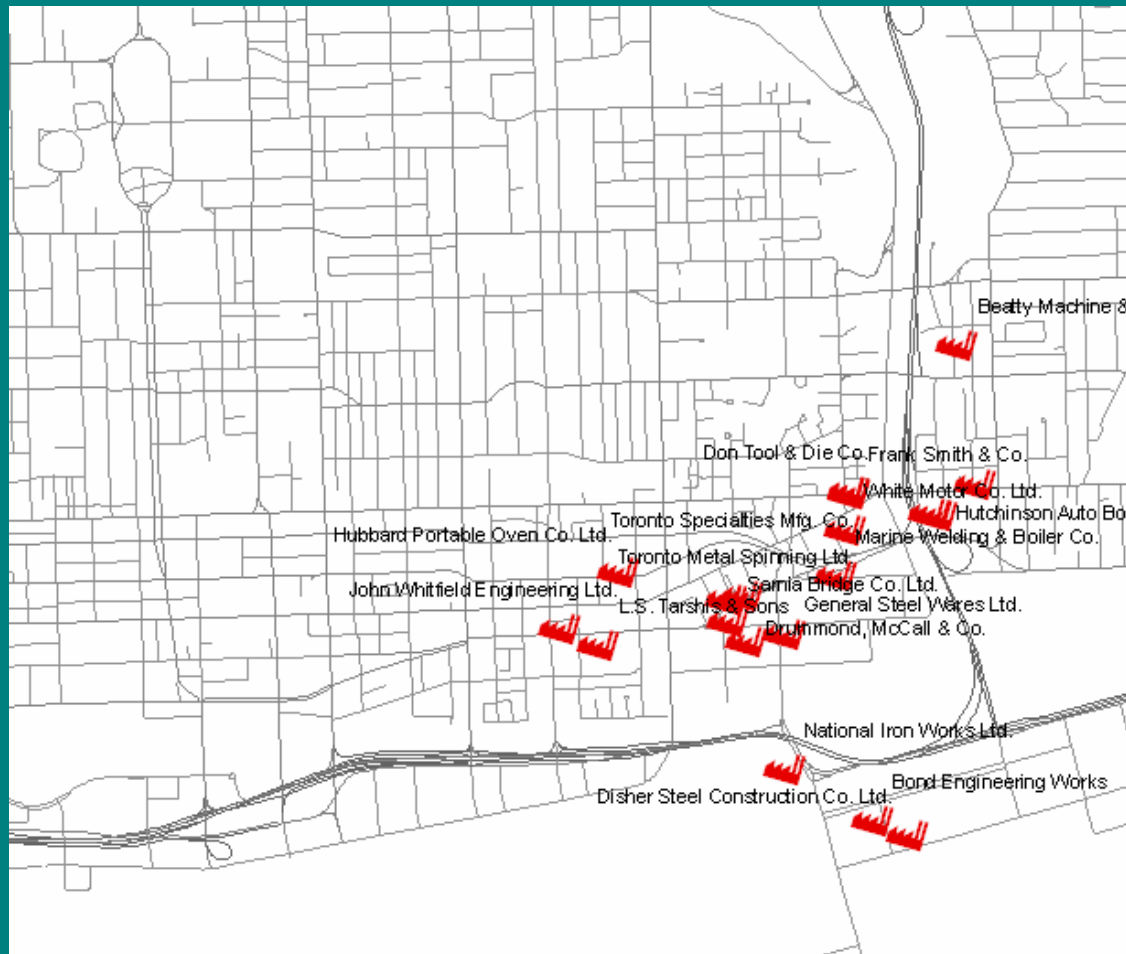 Beatty Machine &
Don Tool & Die Co.
Frank Smith & Co.
White Motor Co. Ltd.
Hutchinson Auto Bo
Toronto Specialties Mfg. Co.
Hubbard Portable Oven Co. Ltd.
Marine Welding & Boiler Co.
Toronto Metal Spinning Ltd.
John Whitfield Engineering Ltd.
Sarnia Bridge Co. Ltd.
L.S. Tarshis & Sons
General Steel Wares Ltd.
Drummond, McCall & Co.
National Iron Works Ltd.
Bond Engineering Works
Disher Steel Construction Co. Ltd.